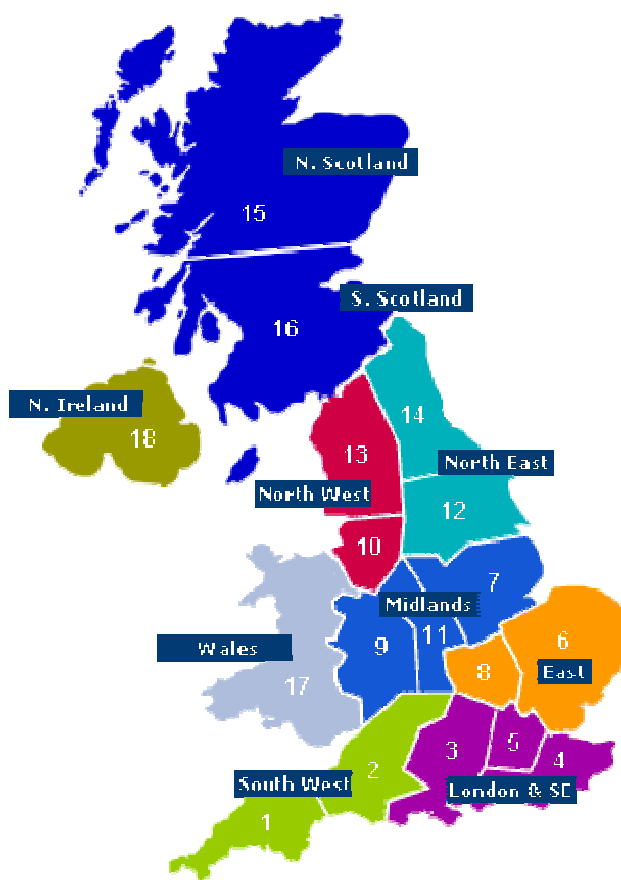 N. Scotland
15
S. Scotland
16
N. Ireland
14
18
13
North East
North West
12
10
7
Midlands
6
11
9
Wales
8
East
17
5
3
4
2
South West
London & SE
1